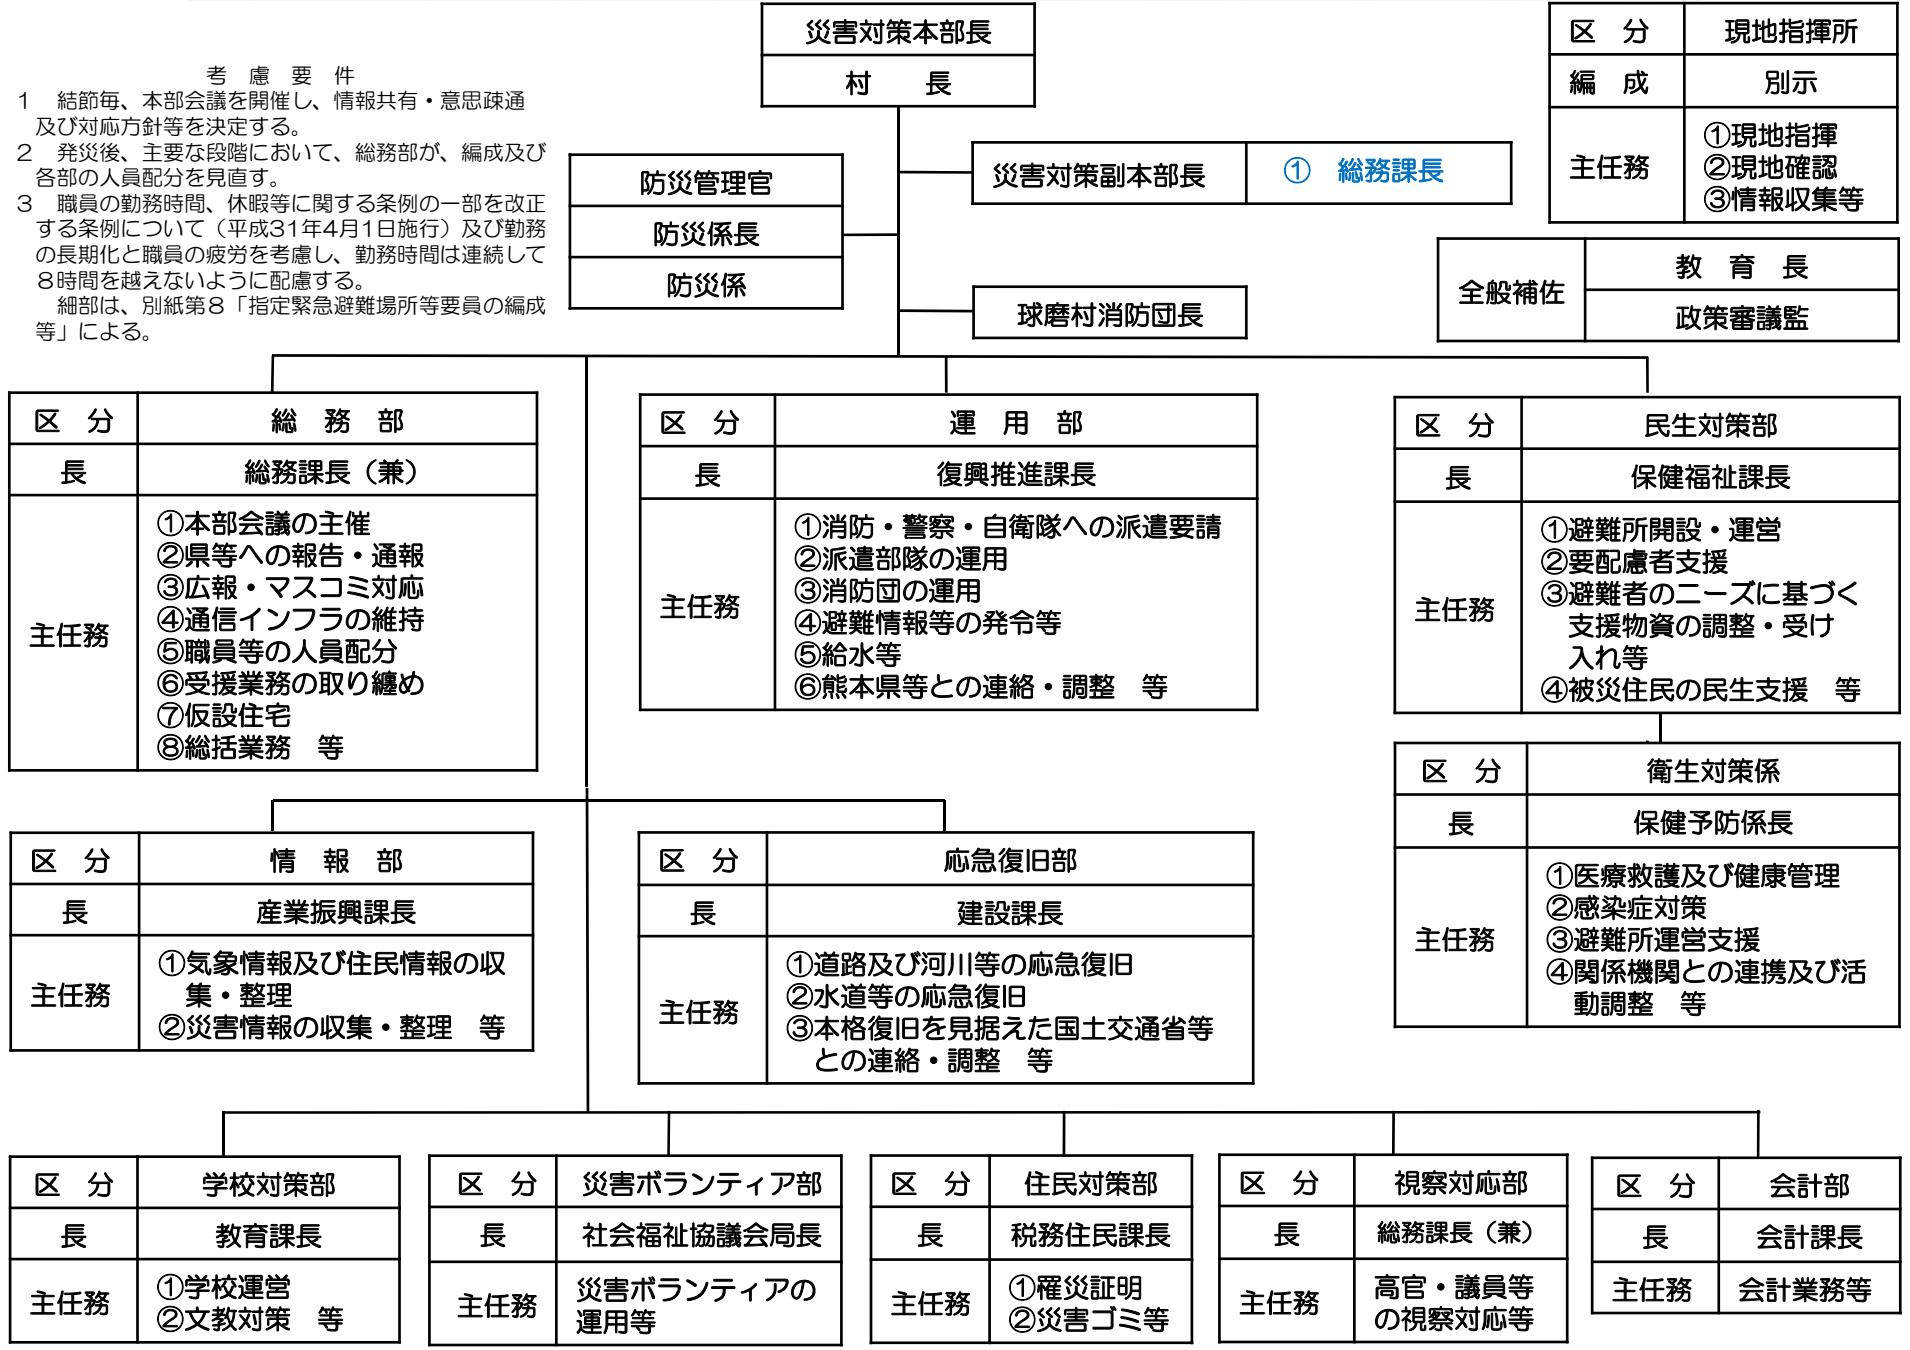 災害対策本部長
村　長
考　慮　要　件
１　結節毎、本部会議を開催し、情報共有・意思疎通
及び対応方針等を決定する。
２　発災後、主要な段階において、総務部が、編成及び
各部の人員配分を見直す。
３　職員の勤務時間、休暇等に関する条例の一部を改正
する条例について（平成31年4月1日施行）及び勤務
の長期化と職員の疲労を考慮し、勤務時間は連続して
８時間を越えないように配慮する。
細部は、別紙第８「指定緊急避難場所等要員の編成
等」による。
防災管理官
防災係長
防災係
災害対策副本部長　①　総務課長
球磨村消防団長
区　分　現地指揮所
編　成　別示
主任務
①現地指揮
②現地確認
③情報収集等
全般補佐
教　育　長
政策審議監
区　分　総　務　部
長　総務課長（兼）
主任務
①本部会議の主催
②県等への報告・通報
③広報・マスコミ対応
④通信インフラの維持
⑤職員等の人員配分
⑥受援業務の取り纏め
⑦仮設住宅
⑧総括業務　等
区　分　運　用　部
長　復興推進課長
主任務
①消防・警察・自衛隊への派遣要請
②派遣部隊の運用
③消防団の運用
④避難情報等の発令等
⑤給水等
⑥熊本県等との連絡・調整　等
区　分　民生対策部
長　保健福祉課長
主任務
①避難所開設・運営
②要配慮者支援
③避難者のニーズに基づく
支援物資の調整・受け
入れ等
④被災住民の民生支援　等
区　分　衛生対策係
長　保健予防係長
主任務
①医療救護及び健康管理
②感染症対策
③避難所運営支援
④関係機関との連携及び活
動調整　等
区　分　情　報　部
長　産業振興課長
主任務
①気象情報及び住民情報の収
集・整理
②災害情報の収集・整理　等
区　分　応急復旧部
長　建設課長
主任務
①道路及び河川等の応急復旧
②水道等の応急復旧
③本格復旧を見据えた国土交通省等
との連絡・調整　等
区　分　学校対策部
長　教育課長
主任務
①学校運営
②文教対策　等
区　分　災害ボランティア部
長　社会福祉協議会局長
主任務
災害ボランティアの
運用等
区　分　住民対策部
長　税務住民課長
主任務
①罹災証明
②災害ゴミ等
区　分　視察対応部
長　総務課長（兼）
主任務
高官・議員等
の視察対応等
区　分　会計部
長　会計課長
主任務　会計業務等